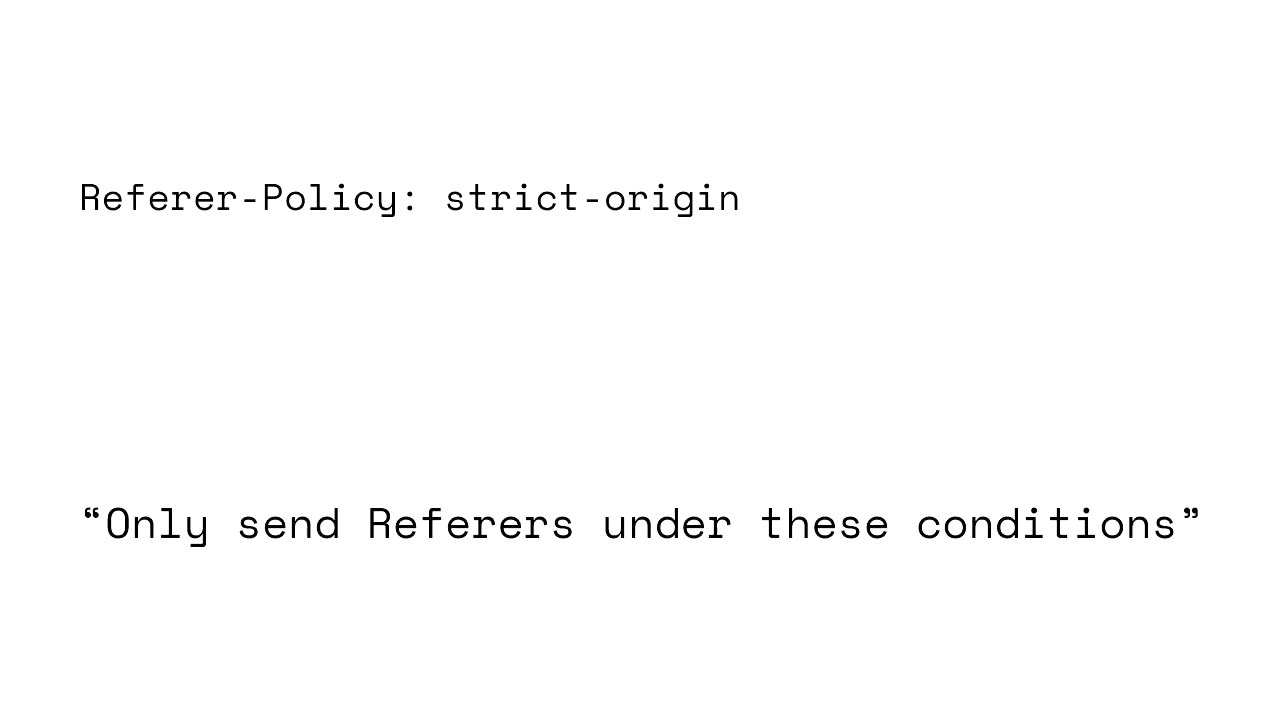 Referer-Policy: strict-origin
“Only send Referers under these conditions”